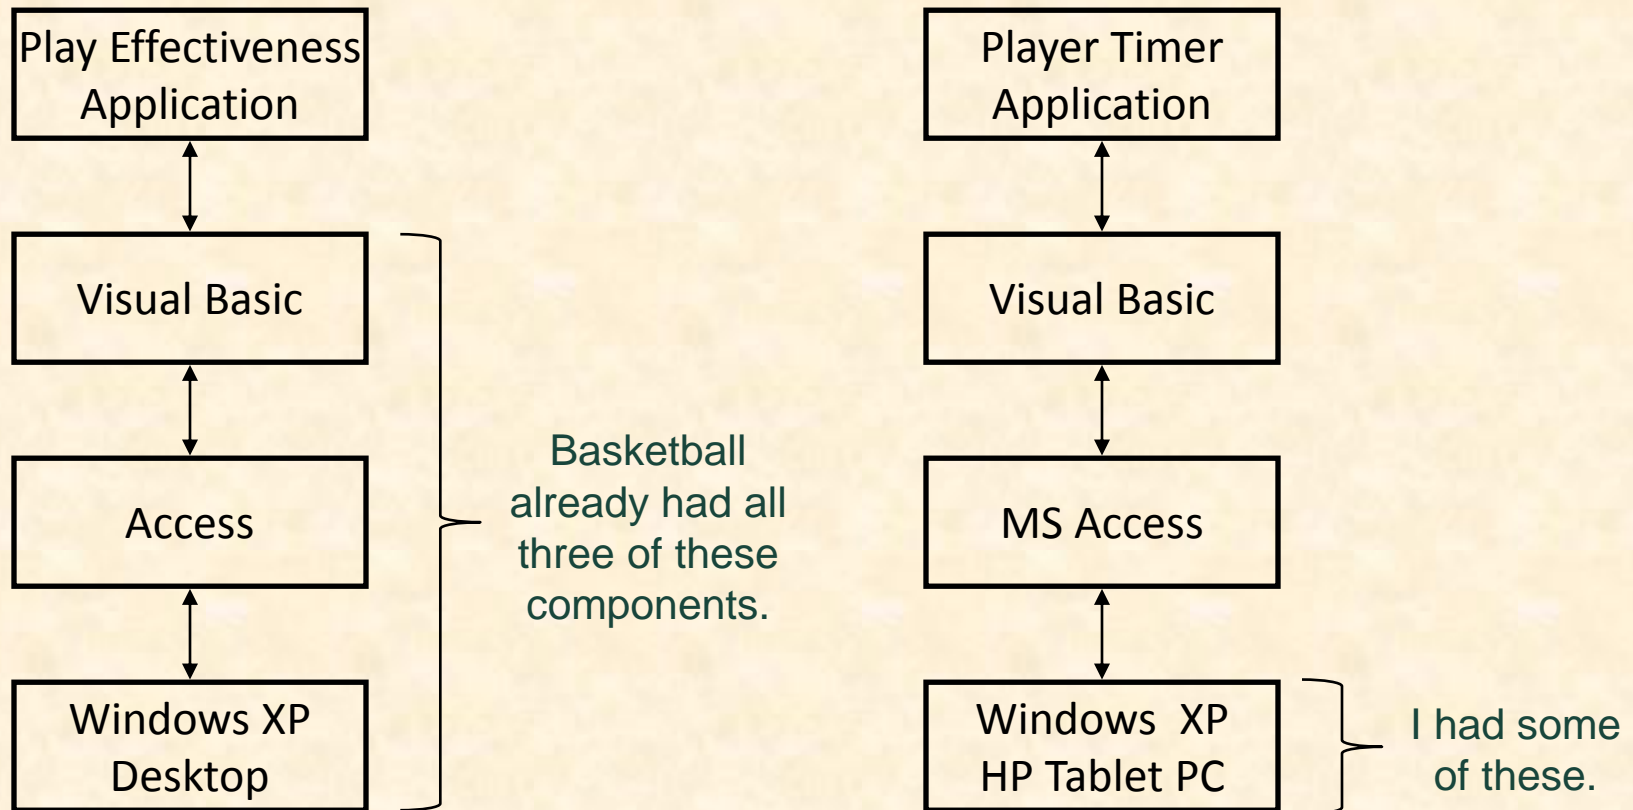 Play Effectiveness
Application
Visual Basic
Access
Windows XP
Desktop
Basketball
already had all
three of these
components.
Player Timer
Application
Visual Basic
MS Access
Windows  XP
HP Tablet PC
I had some
of these.